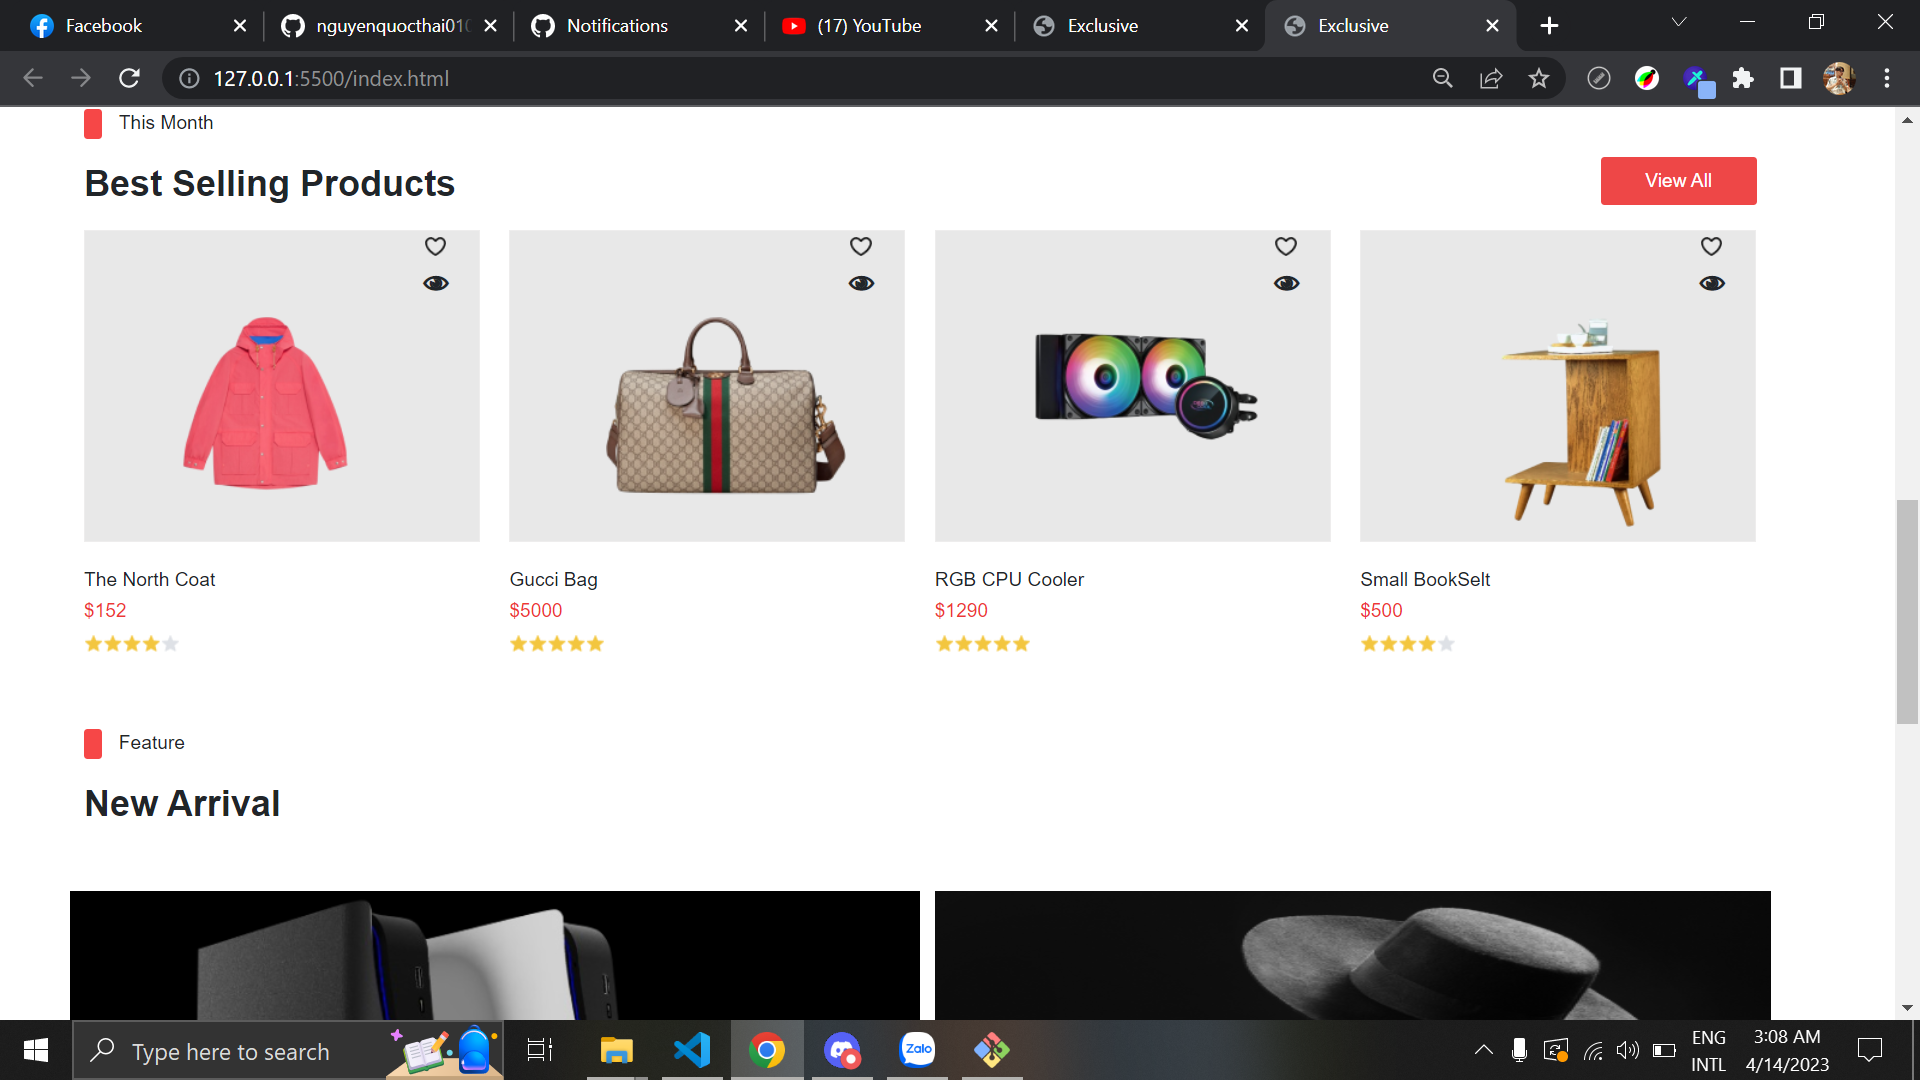 Facebook
nguyenquocthai010
Notifications
(17) YouTube
Exclusive
Exclusive
127.0.0.1:5500/index.html
This Month
Best Selling Products
View All
The North Coat
$152
Gucci Bag
$5000
RGB CPU Cooler
$1290
Small BookSelt
$500
Feature
New Arrival
Type here to search
Zalo
ENG
INTL
3:08 AM
4/14/2023